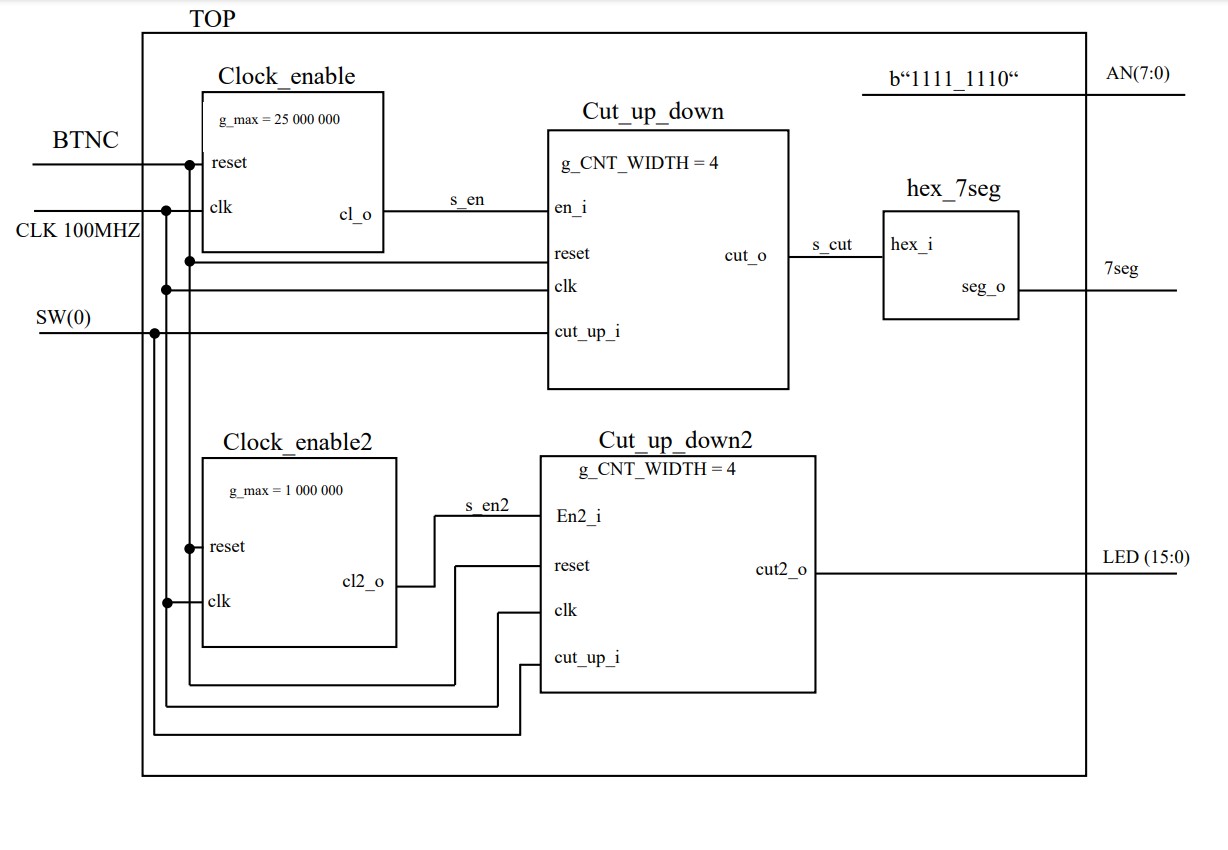 TOP
Clock_enable
g_max = 25 000 000
reset
clk
cl_o
BTNC
CLK 100MHZ
SW(0)
s_en
Cut_up_down
g_CNT_WIDTH = 4
en_i
reset
clk
cut_up_i
cut_o
s_cut
hex_7seg
hex_i
seg_o
b“1111_1110“
AN(7:0)
7seg
Clock_enable2
g_max = 1 000 000
reset
clk
cl2_o
s_en2
Cut_up_down2
g_CNT_WIDTH = 4
En2_i
reset
clk
cut_up_i
cut2_o
LED (15:0)